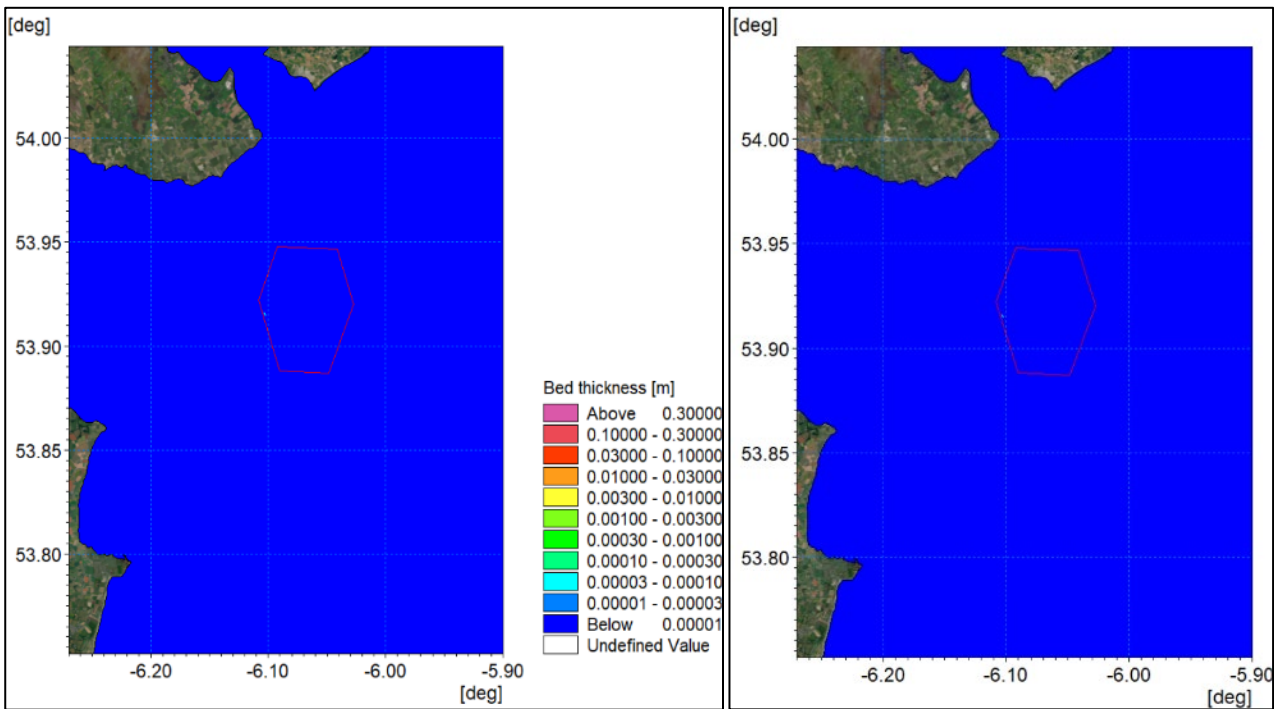 [deg]
54.00
53.95
53.90
53.85
53.80
-6.20 -6.10 -6.00 -5.90
[deg]
Bed thickness [m]
Above 0.30000
0.10000 - 0.30000
0.03000 - 0.10000
0.01000 - 0.03000
0.00300 - 0.01000
0.00100 - 0.00300
0.00030 - 0.00100
0.00010 - 0.00030
0.00003 - 0.00010
0.00001 - 0.00003
Below 0.00001
Undefined Value
[deg]
54.00
53.95
53.90
53.85
53.80
-6.20 -6.10 -6.00 -5.90
[deg]